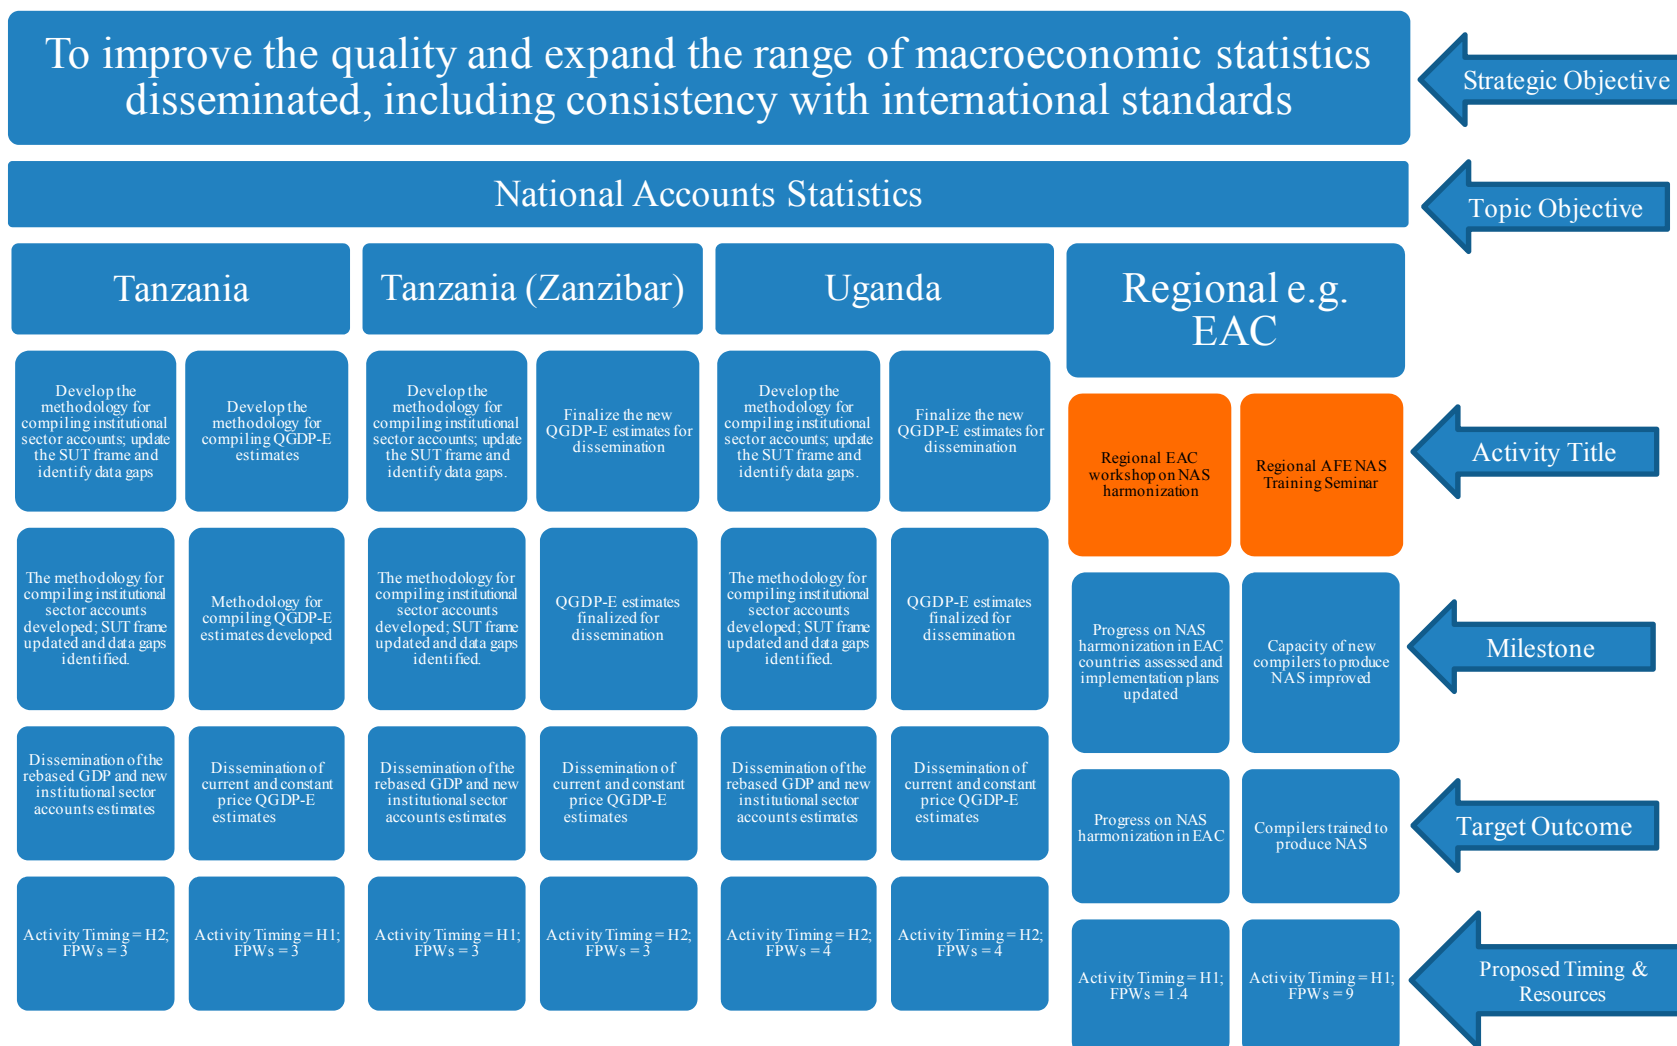 To improve the quality and expand the range of macroeconomic statistics
disseminated, including consistency with international standards
Strategic Objective
National Accounts Statistics
Topic Objective
Tanzania
Tanzania (Zanzibar)
Uganda
Regional e.g.
EAC
Develop the
methodology for
compiling institutional
sector accounts; update
the SUT frame and
identify data gaps
Develop the
methodology for
compiling QGDP-E
estimates
Develop the
methodology for
compiling institutional
sector accounts; update
the SUT frame and
identify data gaps.
Finalize the new
QGDP-E estimates for
dissemination
Develop the
methodology for
compiling institutional
sector accounts; update
the SUT frame and
identify data gaps.
Finalize the new
QGDP-E estimates for
dissemination
Regional EAC
workshop on NAS
harmonization
Regional AFE NAS
Training Seminar
Activity Title
The methodology for
compiling institutional
sector accounts
developed; SUT frame
updated and data gaps
identified.
Methodology for
compiling QGDP-E
estimates developed
The methodology for
compiling institutional
sector accounts
developed; SUT frame
updated and data gaps
identified.
QGDP-E estimates
finalized for
dissemination
The methodology for
compiling institutional
sector accounts
developed; SUT frame
updated and data gaps
identified.
QGDP-E estimates
finalized for
dissemination
Progress on NAS
harmonization in EAC
countries assessed and
implementation plans
updated
Capacity of new
compilers to produce
NAS improved
Milestone
Dissemination of the
rebased GDP and new
institutional sector
accounts estimates
Dissemination of
current and constant
price QGDP-E
estimates
Dissemination of the
rebased GDP and new
institutional sector
accounts estimates
Dissemination of
current and constant
price QGDP-E
estimates
Dissemination of the
rebased GDP and new
institutional sector
accounts estimates
Dissemination of
current and constant
price QGDP-E
estimates
Progress on NAS
harmonization in EAC
Compilers trained to
produce NAS
Target Outcome
Activity Timing = H2;
FPWs = 3
Activity Timing = H1;
FPWs = 3
Activity Timing = H1;
FPWs = 3
Activity Timing = H2;
FPWs = 3
Activity Timing = H2;
FPWs = 4
Activity Timing = H2;
FPWs = 4
Activity Timing = H1;
FPWs = 1.4
Activity Timing = H1;
FPWs = 9
Proposed Timing &
Resources